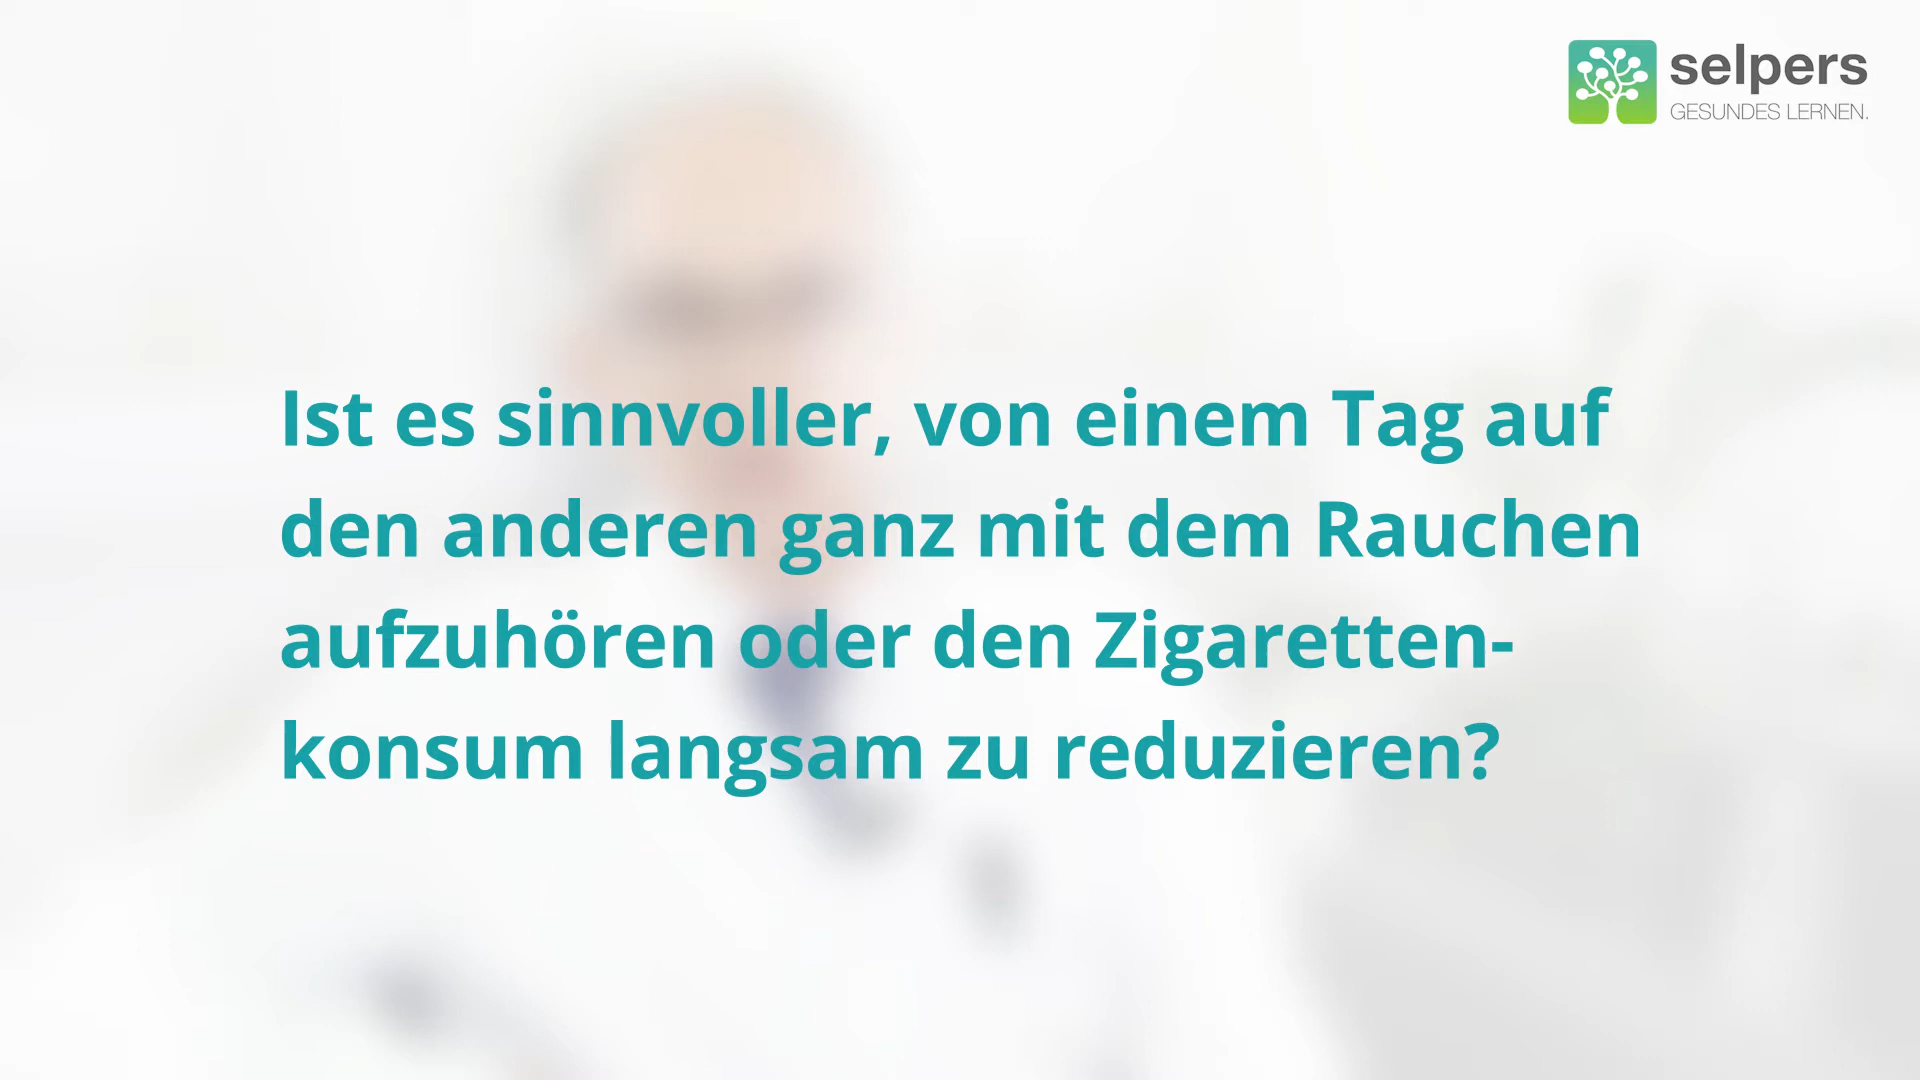 selpers
GESUNDES LERNEN.
Ist es sinnvoller, von einem Tag auf
den anderen ganz mit dem Rauchen
aufzuhören oder den Zigaretten-
konsum langsam zu reduzieren?